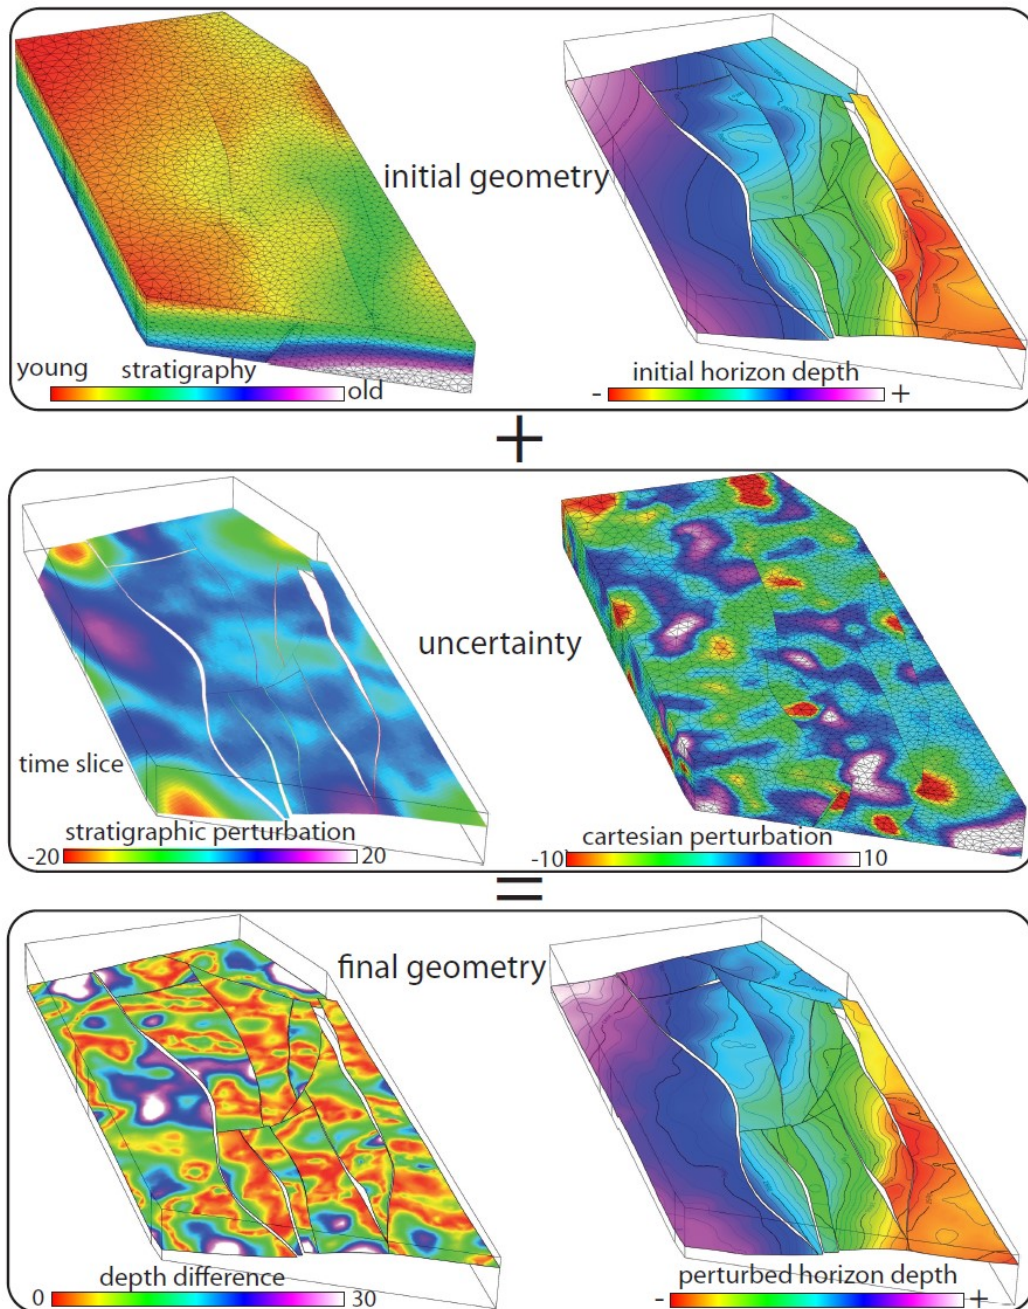 initial geometry
young stratigraphy old
initial horizon depth
- +
+
uncertainty
time slice
stratigraphic perturbation
-20 20
cartesian perturbation
-10 10
=
final geometry
depth difference
0 30
perturbed horizon depth
- +